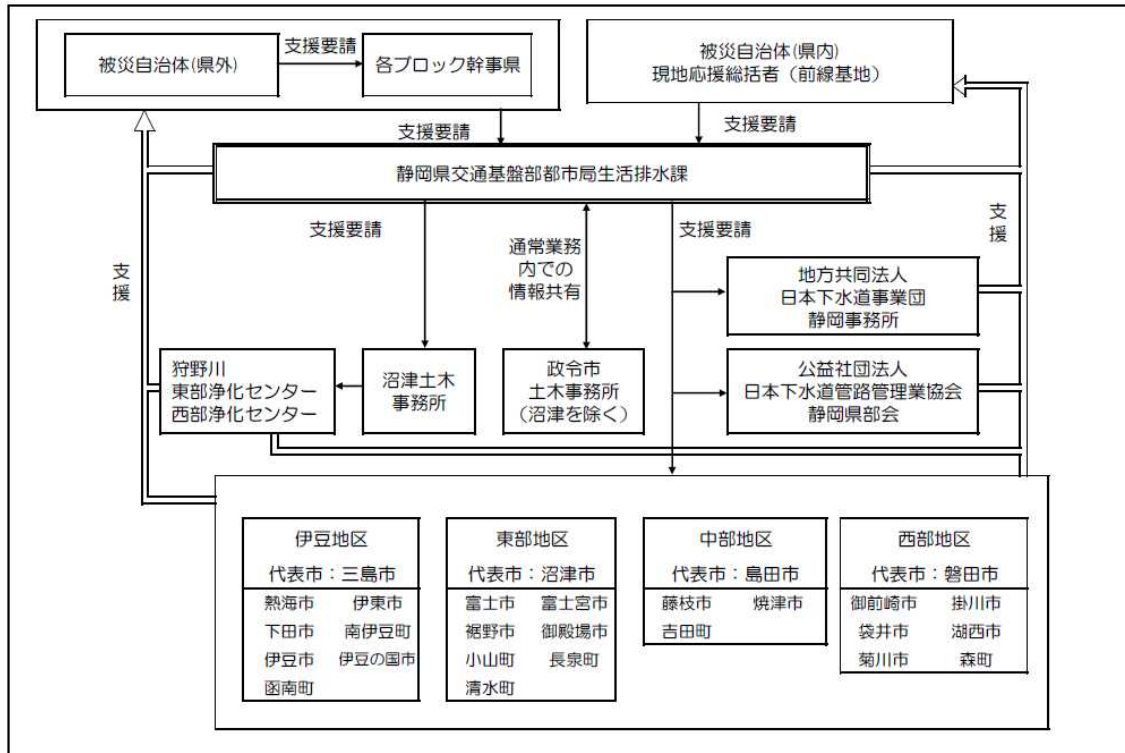 支援要請
被災自治体(県外)
各ブロック幹事県
被災自治体(県内)
現地応援総括者（前線基地）
支援要請
支援要請
静岡県交通基盤部都市局生活排水課
支援要請
通常業務
内での
情報共有
支援要請
支
援
支
援
地方共同法人
日本下水道事業団
静岡事務所
狩野川
東部浄化センター
西部浄化センター
沼津土木
事務所
政令市
土木事務所
（沼津を除く）
公益社団法人
日本下水道管路管理業協会
静岡県部会
伊豆地区
代表市：三島市
熱海市 伊東市
下田市 南伊豆町
伊豆市 伊豆の国市
函南町
東部地区
代表市：沼津市
富士市 富士宮市
裾野市 御殿場市
小山町 長泉町
清水町
中部地区
代表市：島田市
藤枝市 焼津市
吉田町
西部地区
代表市：磐田市
御前崎市 掛川市
袋井市 湖西市
菊川市 森町